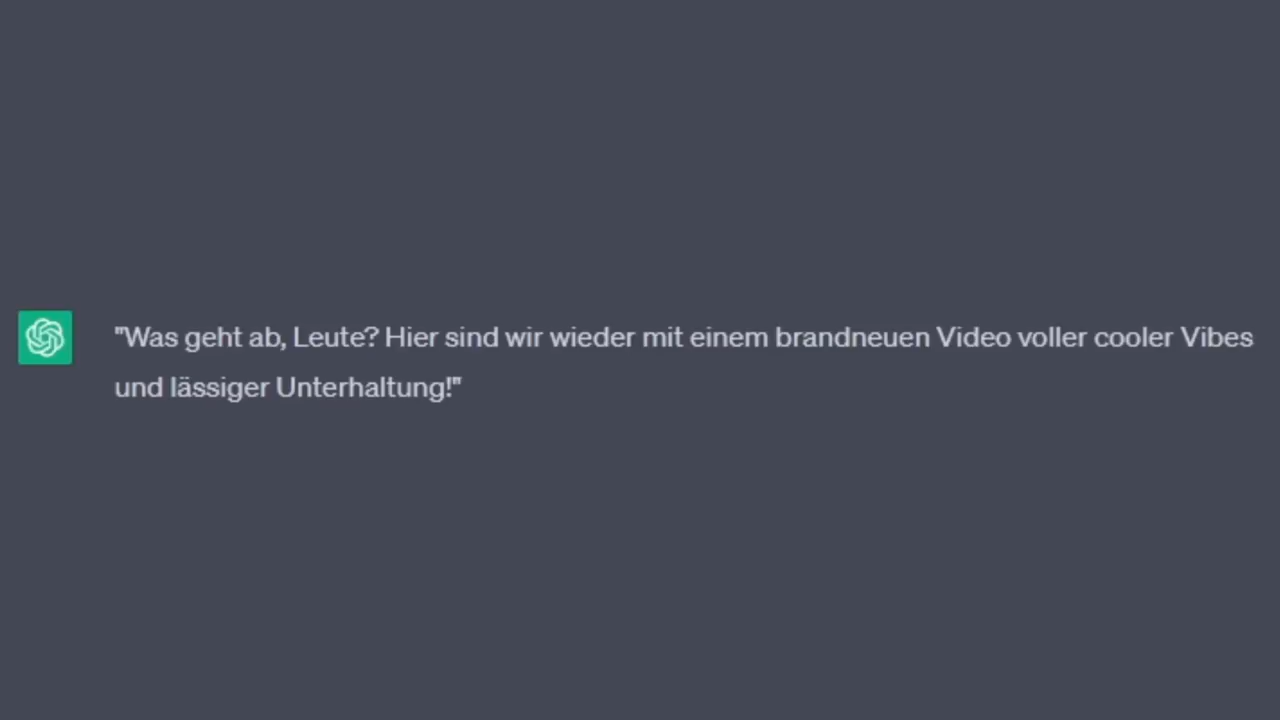 "Was geht ab, Leute? Hier sind wir wieder mit einem brandneuen Video voller cooler Vibes
und lässiger Unterhaltung!"